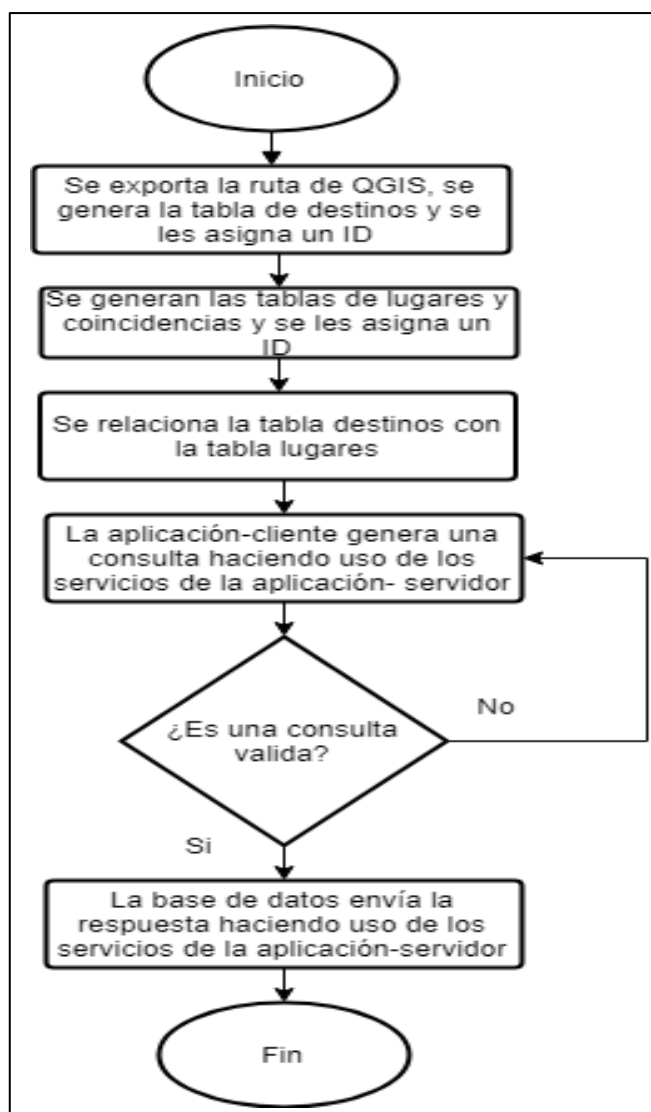 Inicio
Se exporta la ruta de QGIS, se
genera la tabla de destinos y se
les asigna un ID
Se generan las tablas de lugares y
coincidencias y se les asigna un
ID
Se relaciona la tabla destinos con
la tabla lugares
La aplicación-cliente genera una
consulta haciendo uso de los
servicios de la aplicación- servidor
¿Es una consulta
valida?
No
Si
La base de datos envía la
respuesta haciendo uso de los
servicios de la aplicación-servidor
Fin